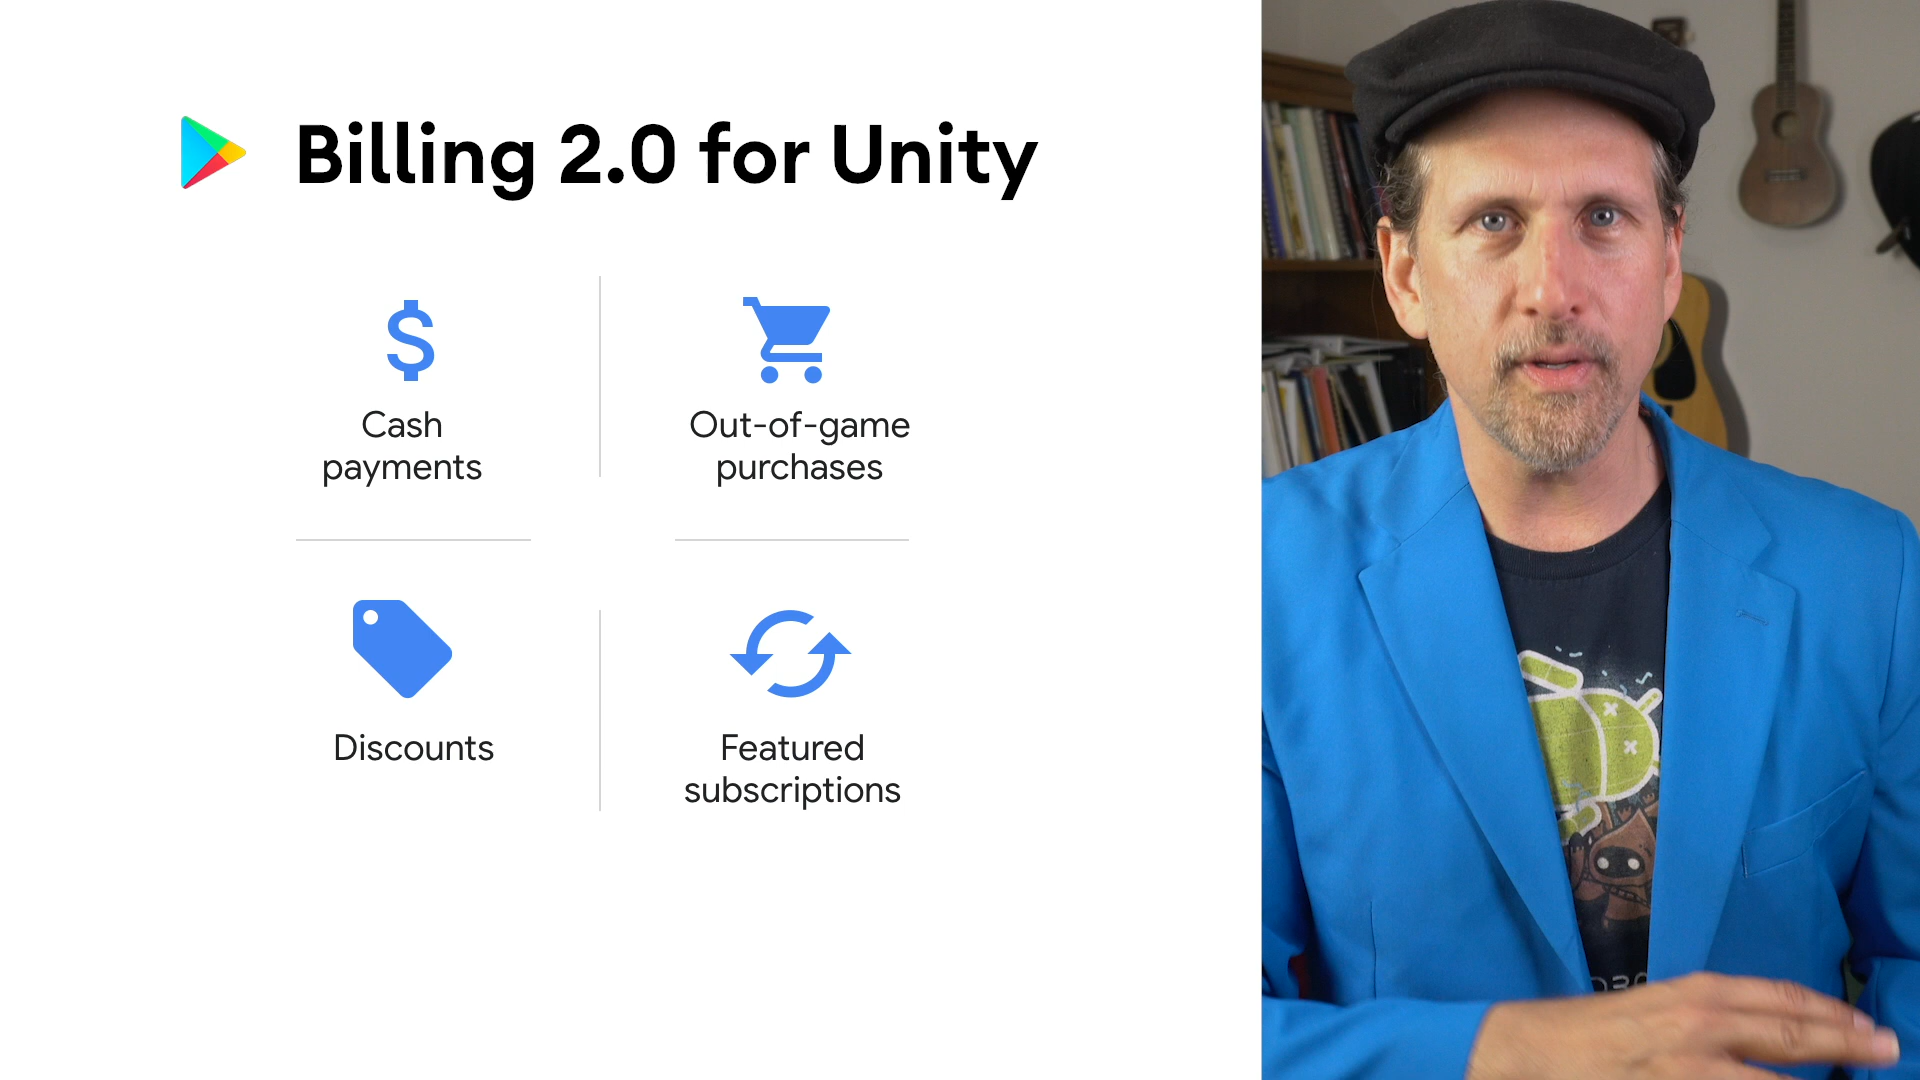 Billing 2.0 for Unity
Cash
payments
Out-of-game
purchases
Discounts
Featured
subscriptions